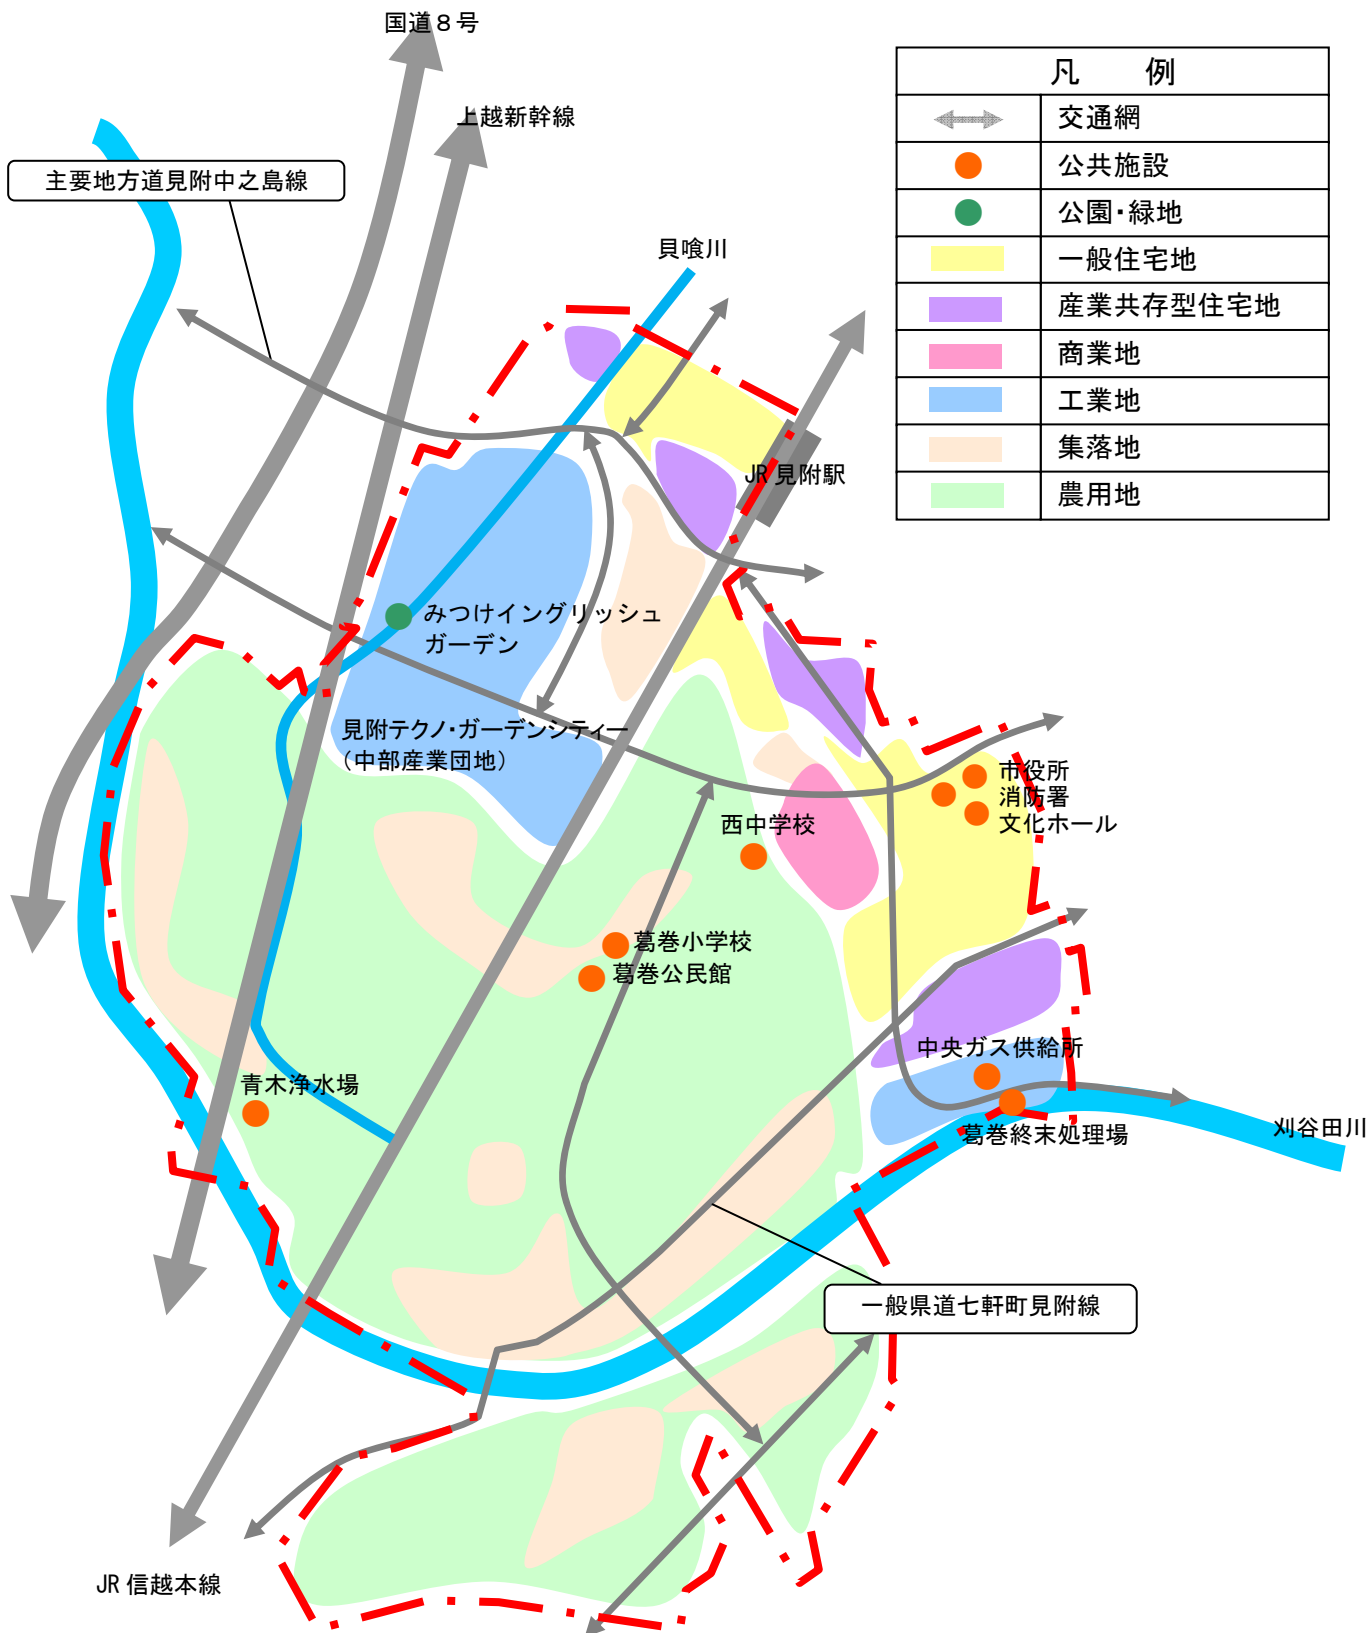 国道８号
上越新幹線
主要地方道見附中之島線
貝喰川
凡　　例
交通網
公共施設
公園・緑地
一般住宅地
産業共存型住宅地
商業地
工業地
集落地
農用地
JR 見附駅
みつけイングリッシュ
ガーデン
見附テクノ・ガーデンシティー
（中部産業団地）
市役所
消防署
文化ホール
西中学校
葛巻小学校
葛巻公民館
中央ガス供給所
青木浄水場
葛巻終末処理場
刈谷田川
一般県道七軒町見附線
JR 信越本線